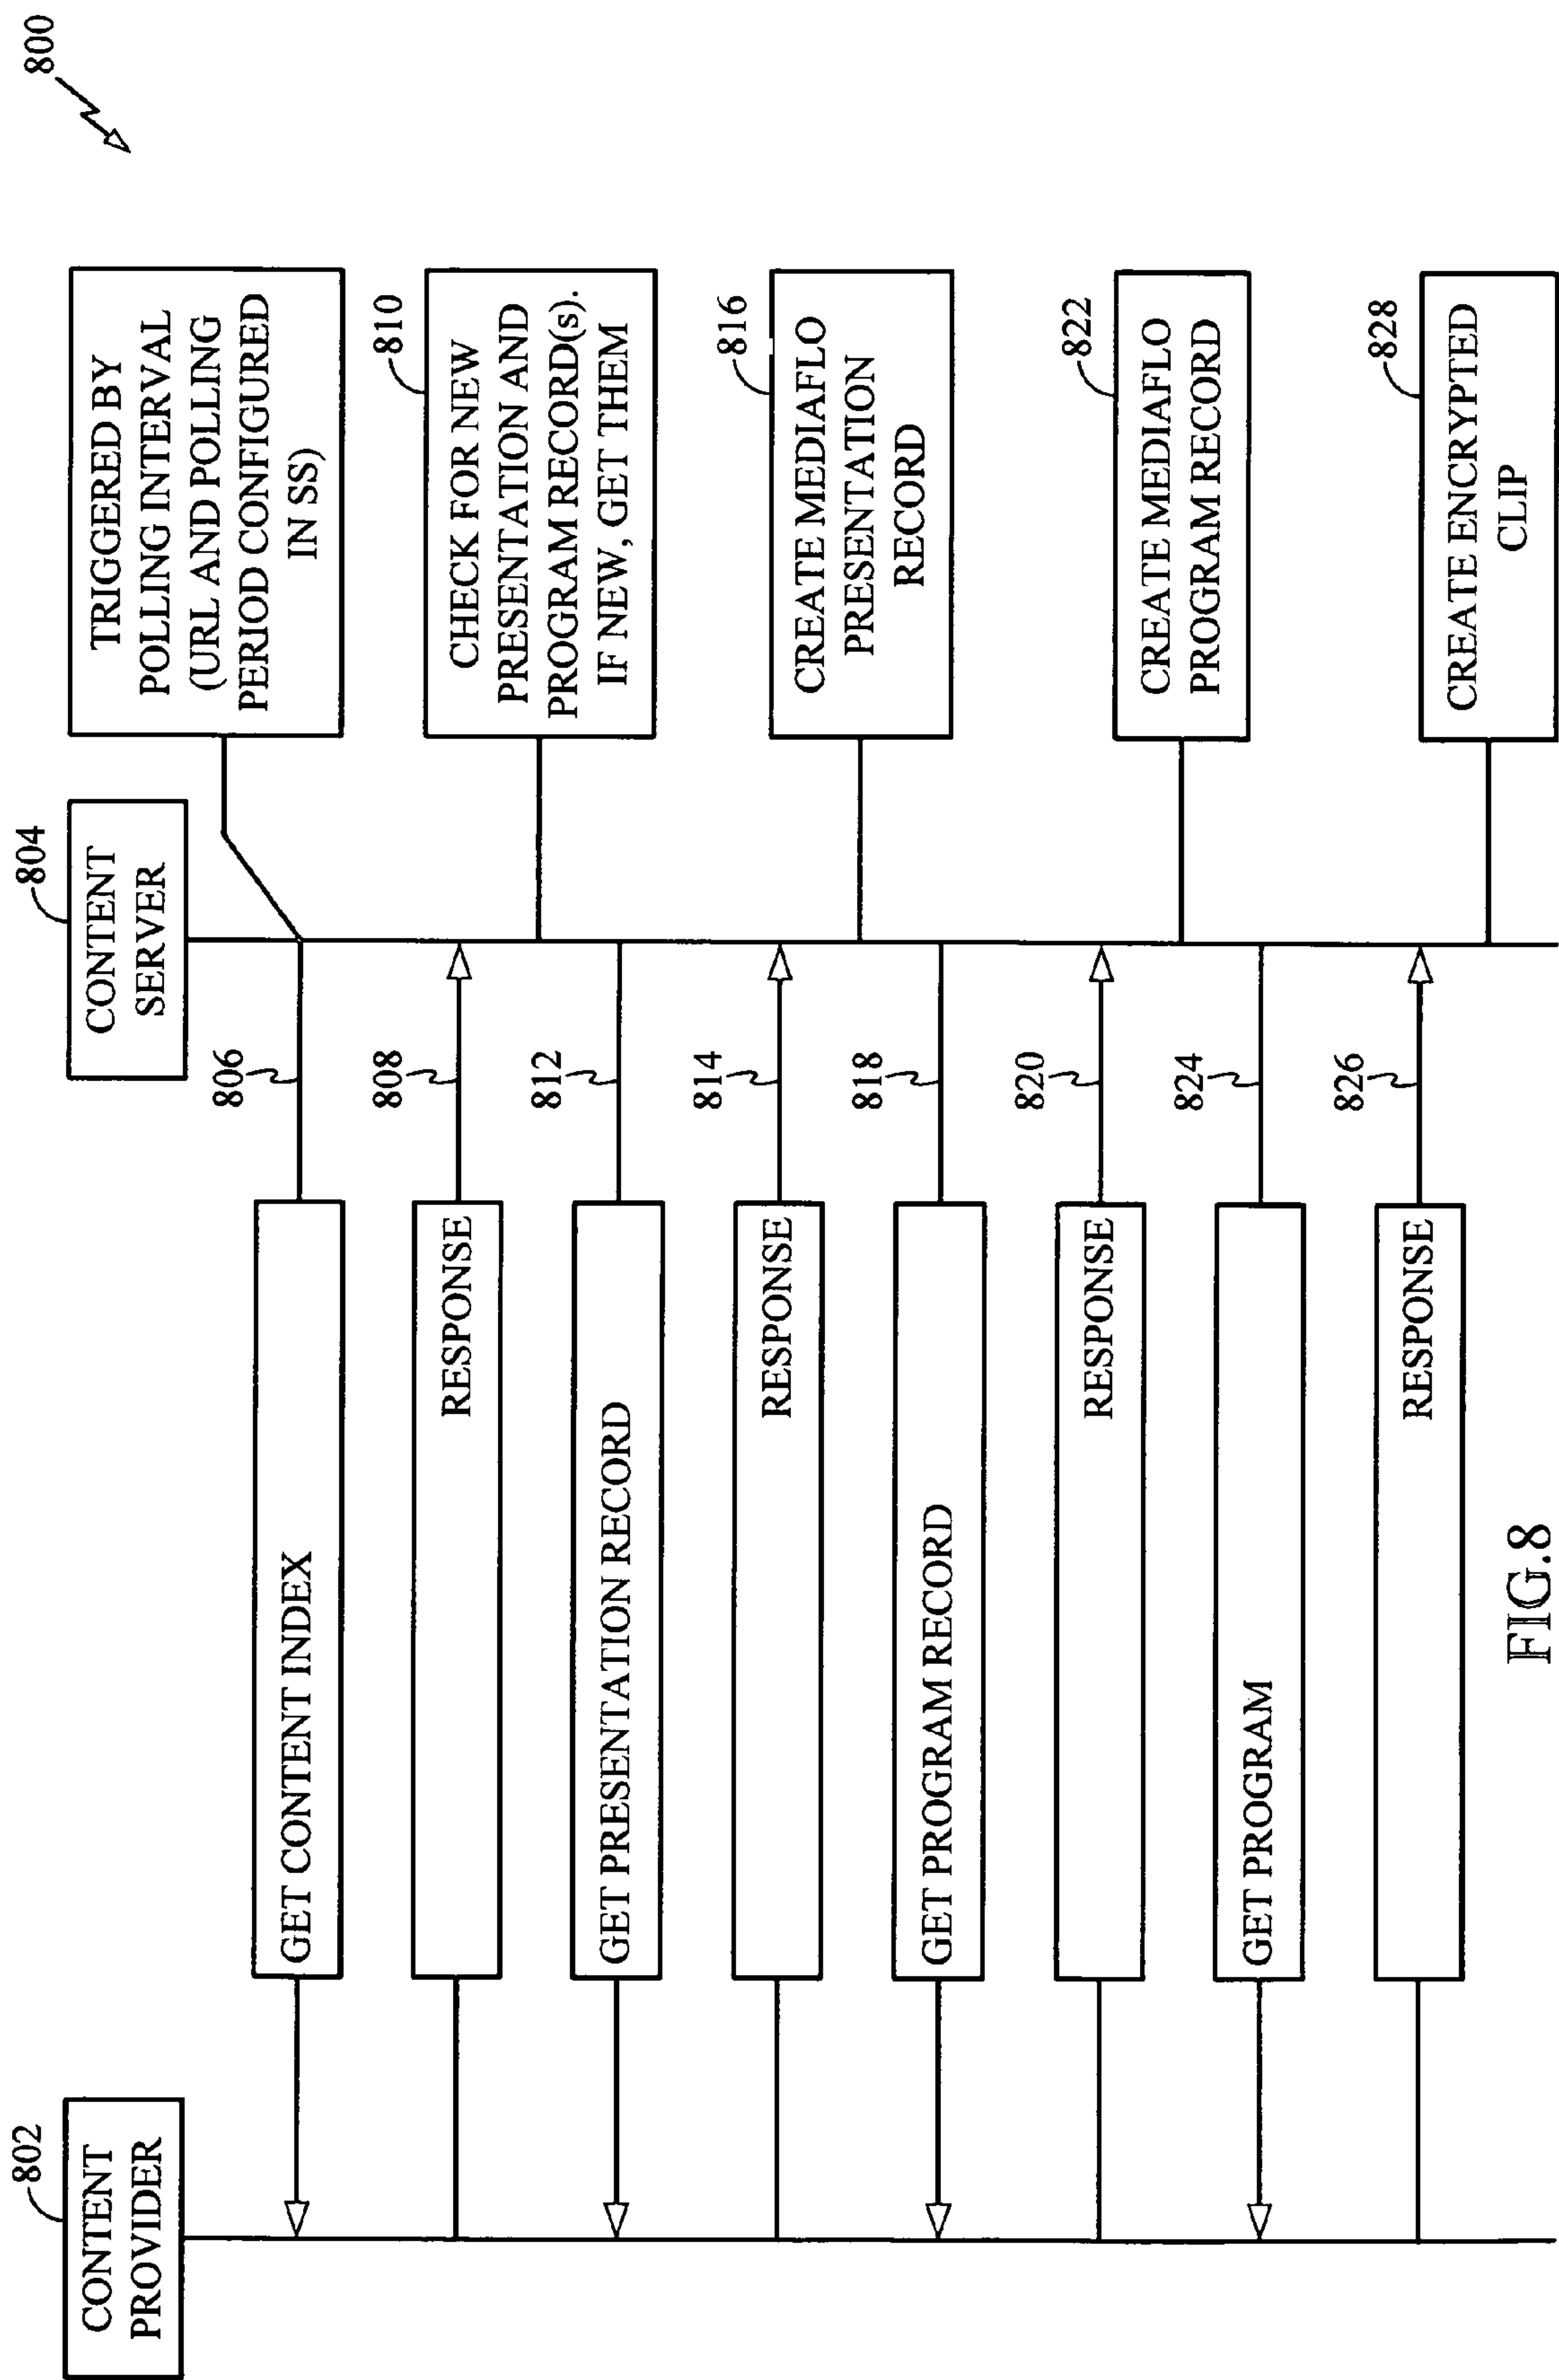 800
802
CONTENT
PROVIDER
804
CONTENT
SERVER
TRIGGERED BY
POLLING INTERVAL
(URL AND POLLING
PERIOD CONFIGURED
IN SS)
806
GET CONTENT INDEX
808
RESPONSE
810
CHECK FOR NEW
PRESENTATION AND
PROGRAM RECORD(s).
IF NEW, GET THEM
812
GET PRESENTATION RECORD
814
RESPONSE
816
CREATE MEDIAFLO
PRESENTATION
RECORD
818
GET PROGRAM RECORD
820
RESPONSE
822
CREATE MEDIAFLO
PROGRAM RECORD
824
GET PROGRAM
826
RESPONSE
828
CREATE ENCRYPTED
CLIP
FIG.8